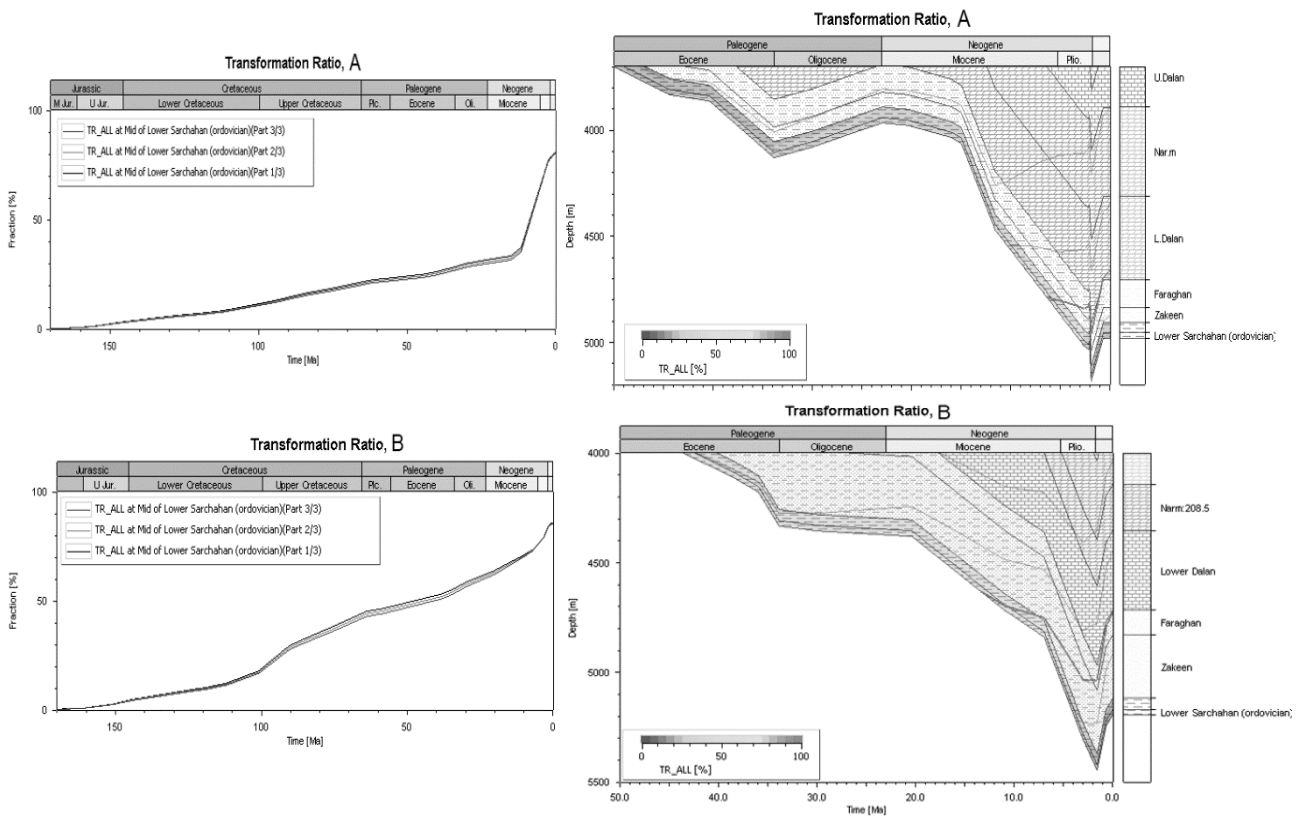 Transformation Ratio, A
Jurassic Cretaceous Paleogene Neogene
M Jur. U Jur. Lower Cretaceous Upper Cretaceous Plc. Eocene Oli. Miocene
100
50
0
Fraction [%]
TR_ALL at Mid of Lower Sarchahan (ordovician)(Part 3/3)
TR_ALL at Mid of Lower Sarchahan (ordovician)(Part 2/3)
TR_ALL at Mid of Lower Sarchahan (ordovician)(Part 1/3)
150 100 50 0
Time [Ma]
Transformation Ratio, A
Paleogene Neogene
Eocene Oligocene Miocene Plio.
4000
4500
5000
Depth [m]
0 50 100
TR_ALL [%]
U.Dalan
Nar.m
L.Dalan
Faraghan
Zakeen
Lower Sarchahan (ordovician)
Transformation Ratio, B
Jurassic Cretaceous Paleogene Neogene
U Jur. Lower Cretaceous Upper Cretaceous Plc. Eocene Oli. Miocene
100
50
0
Fraction [%]
TR_ALL at Mid of Lower Sarchahan (ordovician)(Part 3/3)
TR_ALL at Mid of Lower Sarchahan (ordovician)(Part 2/3)
TR_ALL at Mid of Lower Sarchahan (ordovician)(Part 1/3)
150 100 50 0
Time [Ma]
Transformation Ratio, B
Paleogene Neogene
Eocene Oligocene Miocene Plio.
4000
4500
5000
5500
Depth [m]
0 50 100
TR_ALL [%]
50.0 40.0 30.0 20.0 10.0 0.0
Time [Ma]
Narm:208.5
Lower Dalan
Faraghan
Zakeen
Lower Sarchahan (ordovician)